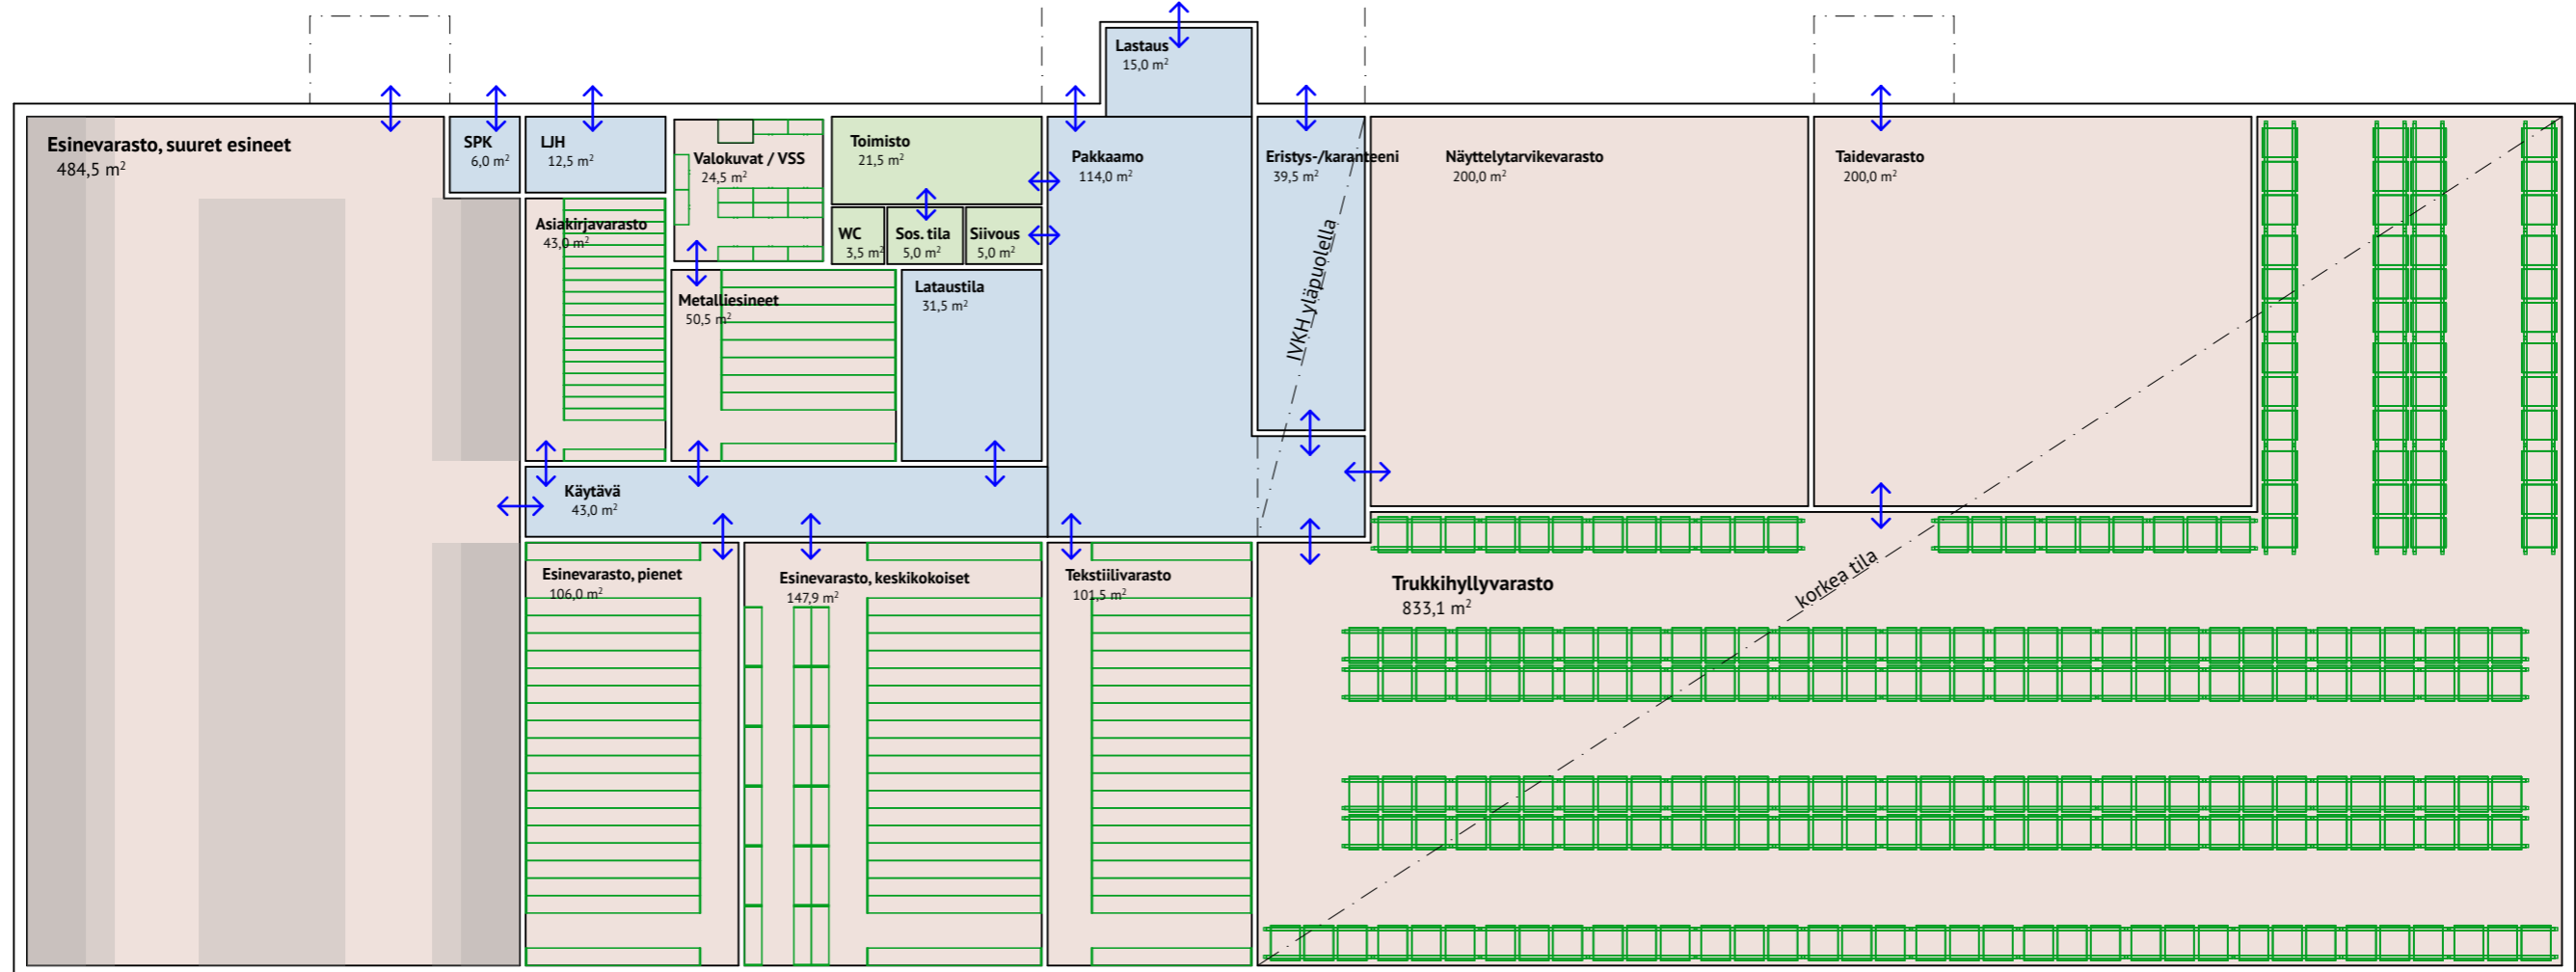 Lastaus
15,0 m²
Esinevarasto, suuret esineet
484,5 m²
SPK
6,0 m²
LJH
12,5 m²
Valokuvat / VSS
24,5 m²
Toimisto
21,5 m²
Pakkaamo
114,0 m²
Eristys-/karanteeni
39,5 m²
Näyttelytarvikevarasto
200,0 m²
Taidevarasto
200,0 m²
Asiakirjavarasto
43,0 m²
WC
3,5 m²
Sos. tila
5,0 m²
Siivous
5,0 m²
IVKH yläpuolella
Metalliesineet
50,5 m²
Lataustila
31,5 m²
Käytävä
43,0 m²
Esinevarasto, pienet
106,0 m²
Esinevarasto, keskikokoiset
147,9 m²
Tekstiilivarasto
101,5 m²
Trukkihyllyvarasto
833,1 m²
korkea tila